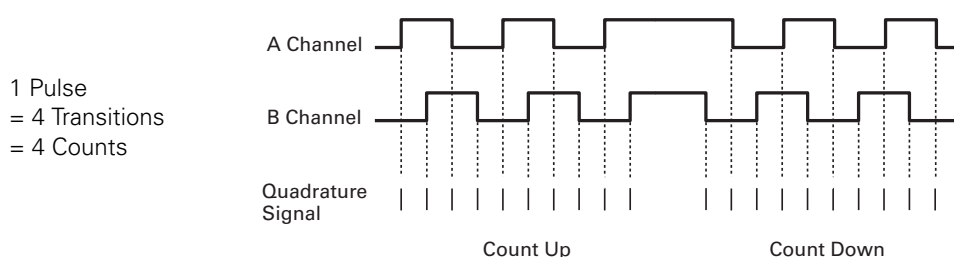 A Channel
1 Pulse
= 4 Transitions
= 4 Counts
B Channel
Quadrature
Signal
Count Up
Count Down